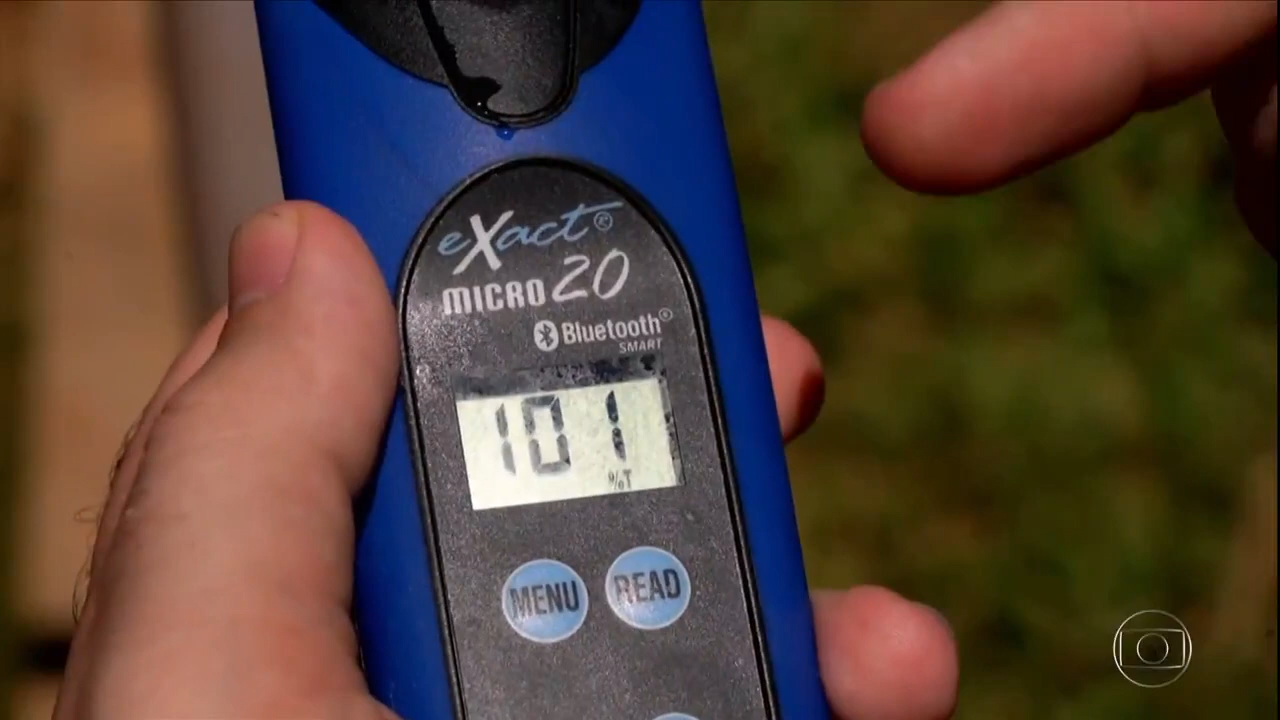 eXact®
MICRO 20
Bluetooth®
SMART
101
%T
MENU READ